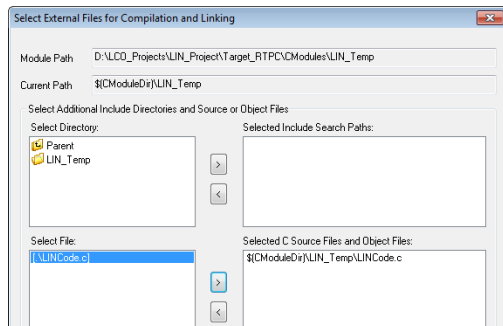 Select External Files for Compilation and Linking
Module Path D:\LCO_Projects\LIN_Project\Target_RTPC\CModules\LIN_Temp
Current Path $(CModuleDir)\LIN_Temp
Select Additional Include Directories and Source or Object Files
Select Directory: Selected Include Search Paths:
Parent
LIN_Temp
>
<
Select File: Selected C Source Files and Object Files:
[.\LINCode.c] $(CModuleDir)\LIN_Temp\LINCode.c
>
<